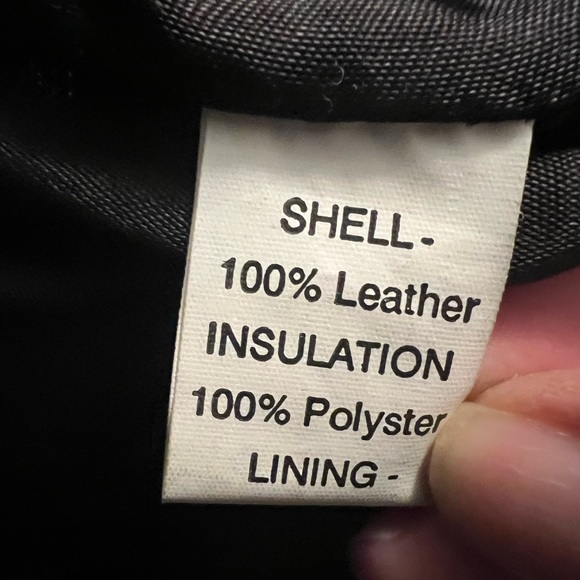 SHELL-
100% Leather
INSULATION
100% Polyster
LINING -